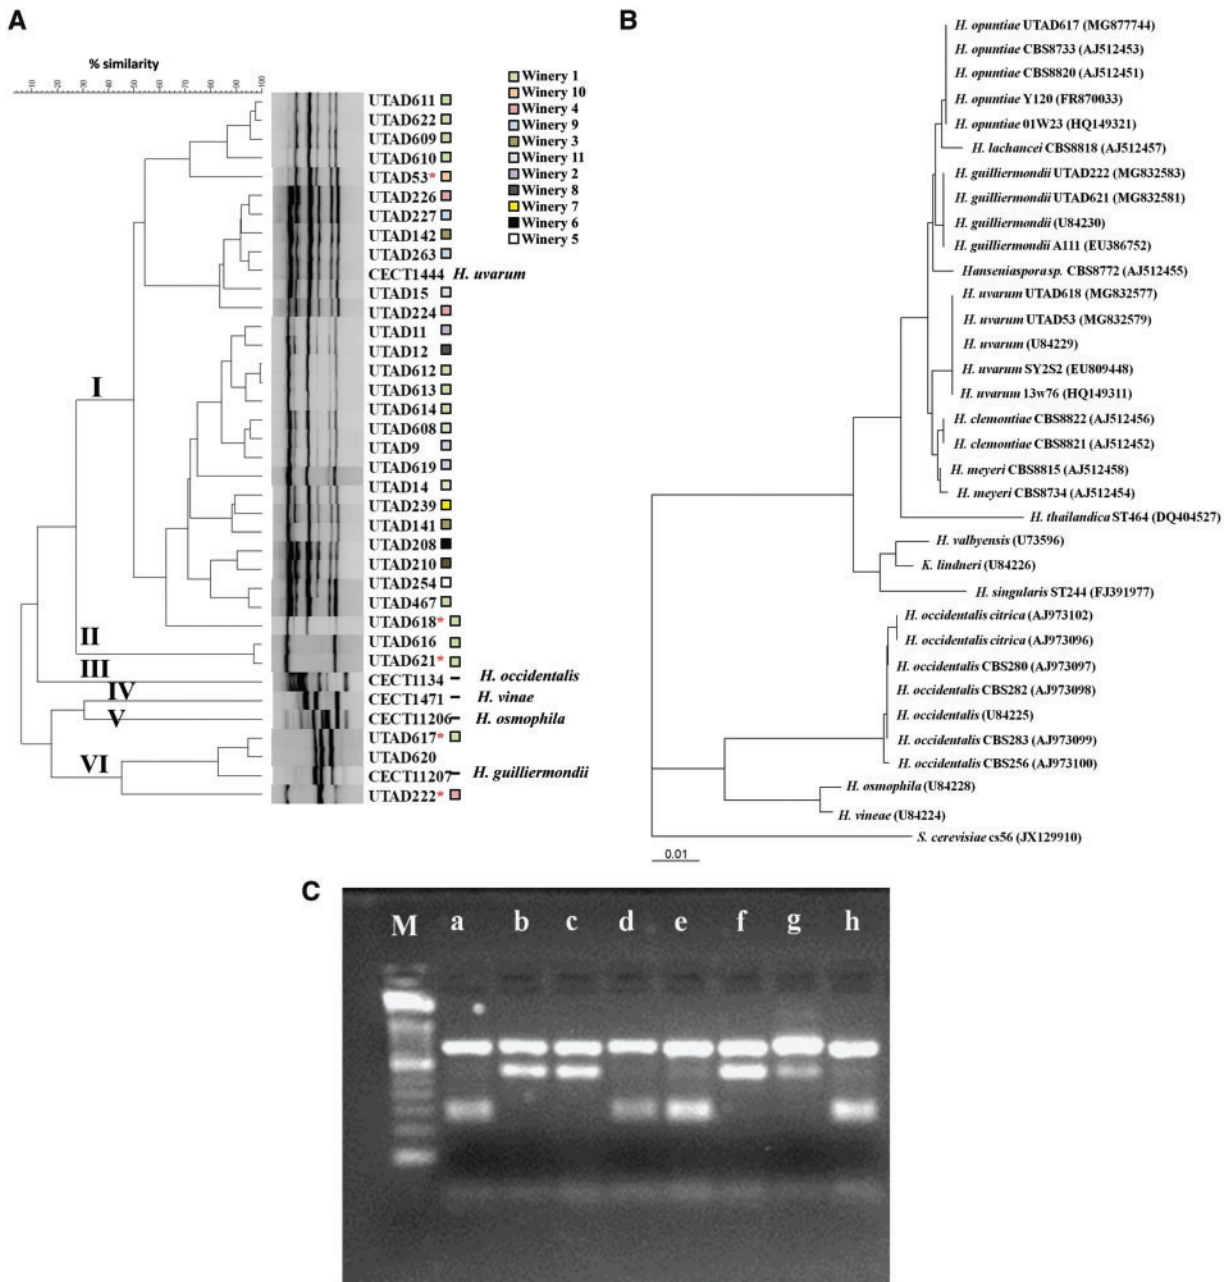 A
% similarity
10
20
30
40
50
60
70
80
90
100
UTAD611
UTAD622
UTAD609
UTAD610
UTAD53*
UTAD226
UTAD227
UTAD142
UTAD263
CECT1444 H. uvarum
UTAD15
UTAD224
UTAD11
UTAD12
UTAD612
UTAD613
UTAD614
UTAD608
UTAD9
UTAD619
UTAD14
UTAD239
UTAD141
UTAD208
UTAD210
UTAD254
UTAD467
UTAD618*
UTAD616
UTAD621*
CECT1134 H. occidentalis
CECT1471 H. vinae
CECT11206 H. osmophila
UTAD617*
UTAD620
CECT11207 H. guilliermondii
UTAD222*
I
II
III
IV
V
VI
Winery 1
Winery 10
Winery 4
Winery 9
Winery 3
Winery 11
Winery 2
Winery 8
Winery 7
Winery 6
Winery 5
B
H. opuntiae UTAD617 (MG877744)
H. opuntiae CBS8733 (AJ512453)
H. opuntiae CBS8820 (AJ512451)
H. opuntiae Y120 (FR870033)
H. opuntiae 01W23 (HQ149321)
H. lachancei CBS8818 (AJ512457)
H. guilliermondii UTAD222 (MG832583)
H. guilliermondii UTAD621 (MG832581)
H. guilliermondii (U84230)
H. guilliermondii A111 (EU386752)
Hanseniaspora sp. CBS8772 (AJ512455)
H. uvarum UTAD618 (MG832577)
H. uvarum UTAD53 (MG832579)
H. uvarum (U84229)
H. uvarum SY2S2 (EU809448)
H. uvarum 13w76 (HQ149311)
H. clemontiae CBS8822 (AJ512456)
H. clemontiae CBS8821 (AJ512452)
H. meyeri CBS8815 (AJ512458)
H. meyeri CBS8734 (AJ512454)
H. thailandica ST464 (DQ404527)
H. valbyensis (U73596)
K. lindneri (U84226)
H. singularis ST244 (FJ391977)
H. occidentalis citrica (AJ973102)
H. occidentalis citrica (AJ973096)
H. occidentalis CBS280 (AJ973097)
H. occidentalis CBS282 (AJ973098)
H. occidentalis (U84225)
H. occidentalis CBS283 (AJ973099)
H. occidentalis CBS256 (AJ973100)
H. osmophila (U84228)
H. vineae (U84224)
S. cerevisiae cs56 (JX129910)
0.01
C
M a b c d e f g h